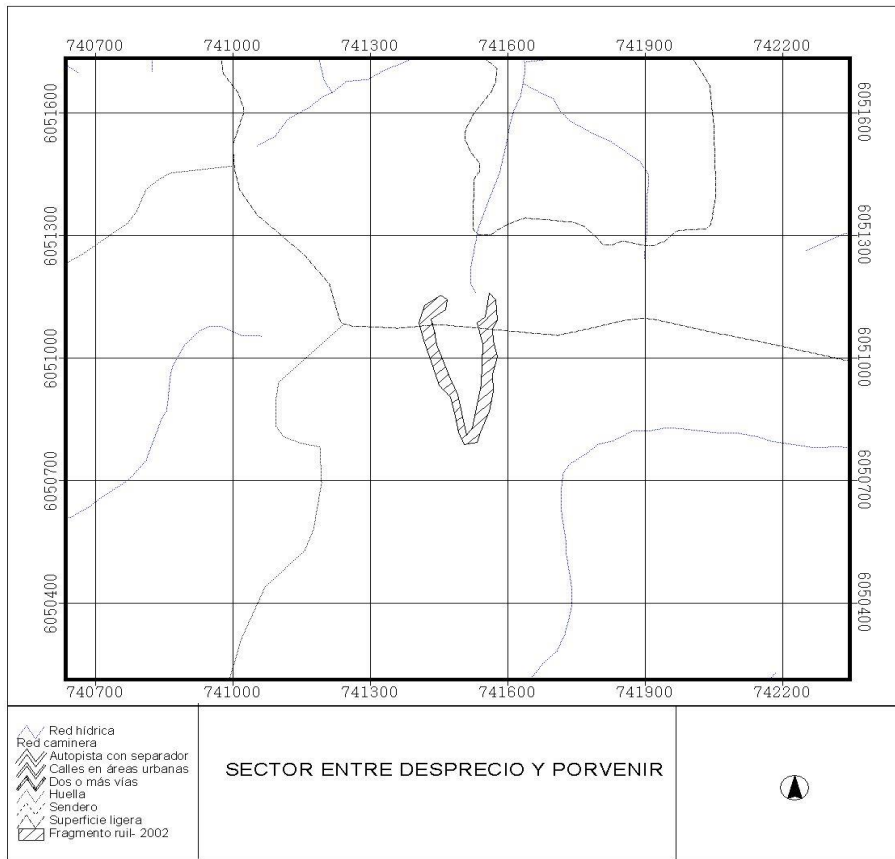 740700 741000 741300 741600 741900 742200
6051600 6051600
6051300 6051300
6051000 6051000
6050700 6050700
6050400 6050400
740700 741000 741300 741600 741900 742200
Red hídrica
Red caminera
Autopista con separador
Calles en áreas urbanas
Dos o más vías
Huella
Sendero
Superficie ligera
Fragmento ruil- 2002
SECTOR ENTRE DESPRECIO Y PORVENIR